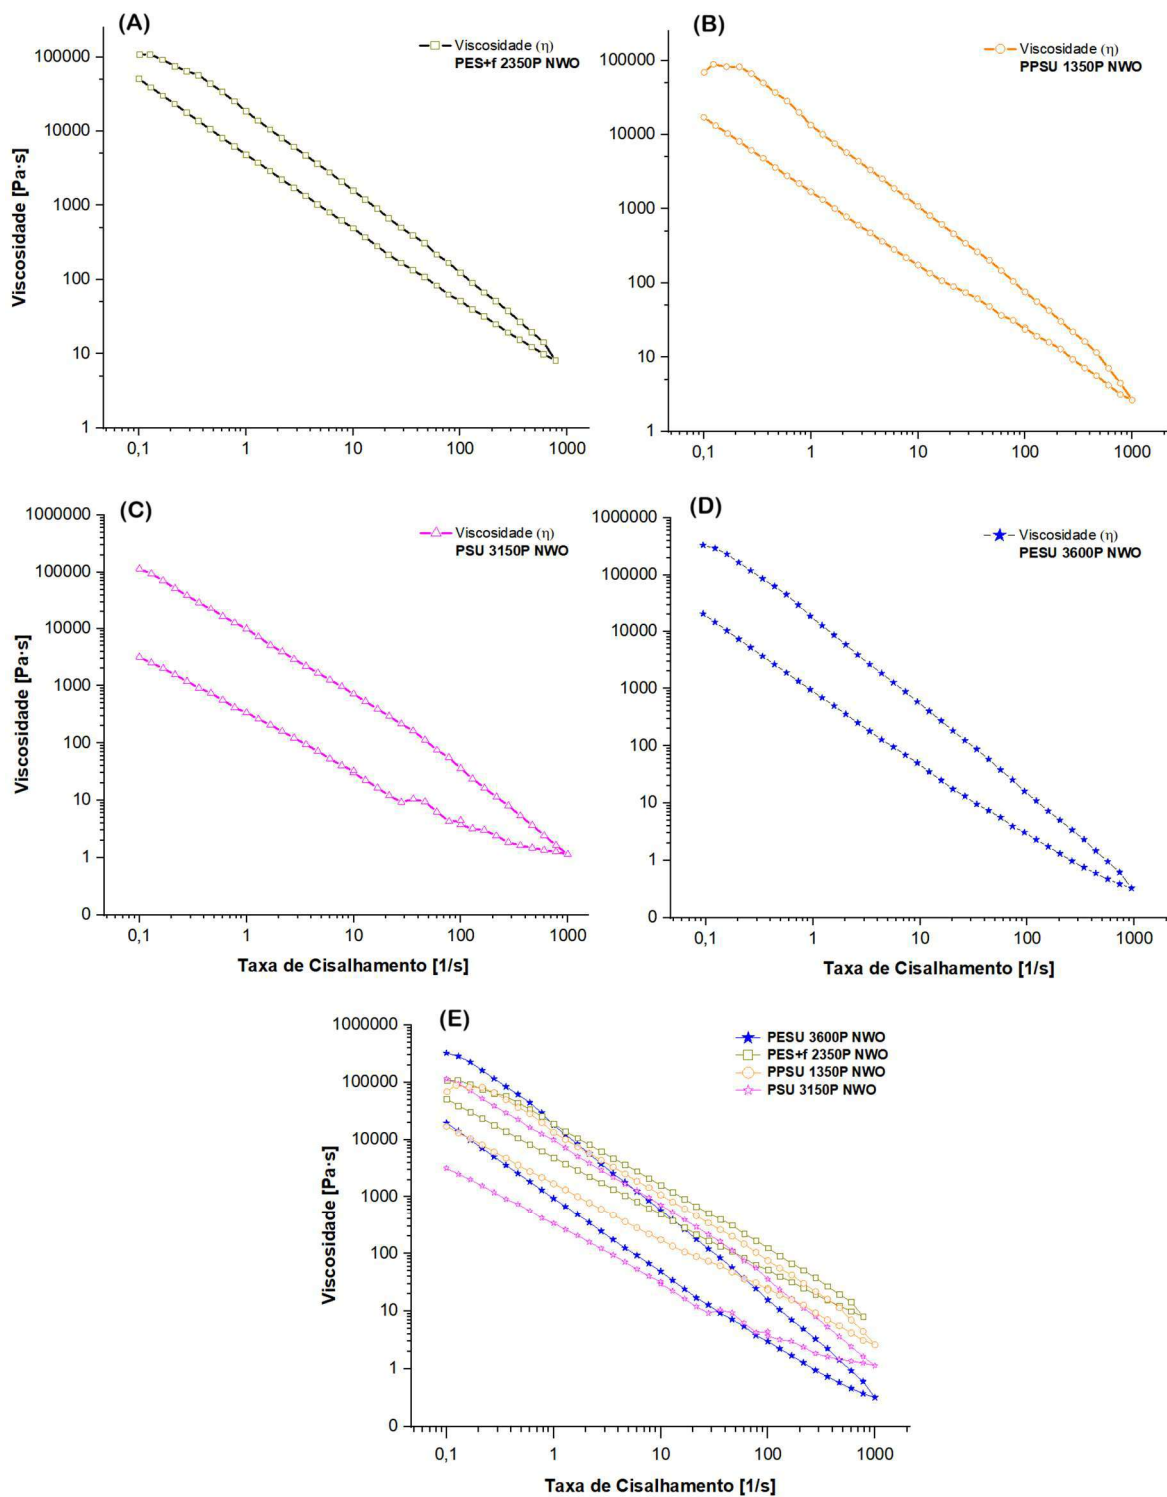 (A)
Viscosidade (η)
PES+f 2350P NWO
100000
10000
1000
100
10
1
Viscosidade [Pa·s]
0,1 1 10 100 1000
(B)
Viscosidade (η)
PPSU 1350P NWO
100000
10000
1000
100
10
1
0,1 1 10 100 1000
(C)
Viscosidade (η)
PSU 3150P NWO
1000000
100000
10000
1000
100
10
1
0
Viscosidade [Pa·s]
0,1 1 10 100 1000
Taxa de Cisalhamento [1/s]
(D)
Viscosidade (η)
PESU 3600P NWO
1000000
100000
10000
1000
100
10
1
0
0,1 1 10 100 1000
Taxa de Cisalhamento [1/s]
(E)
PESU 3600P NWO
PES+f 2350P NWO
PPSU 1350P NWO
PSU 3150P NWO
1000000
100000
10000
1000
100
10
1
0
Viscosidade [Pa·s]
0,1 1 10 100 1000
Taxa de Cisalhamento [1/s]